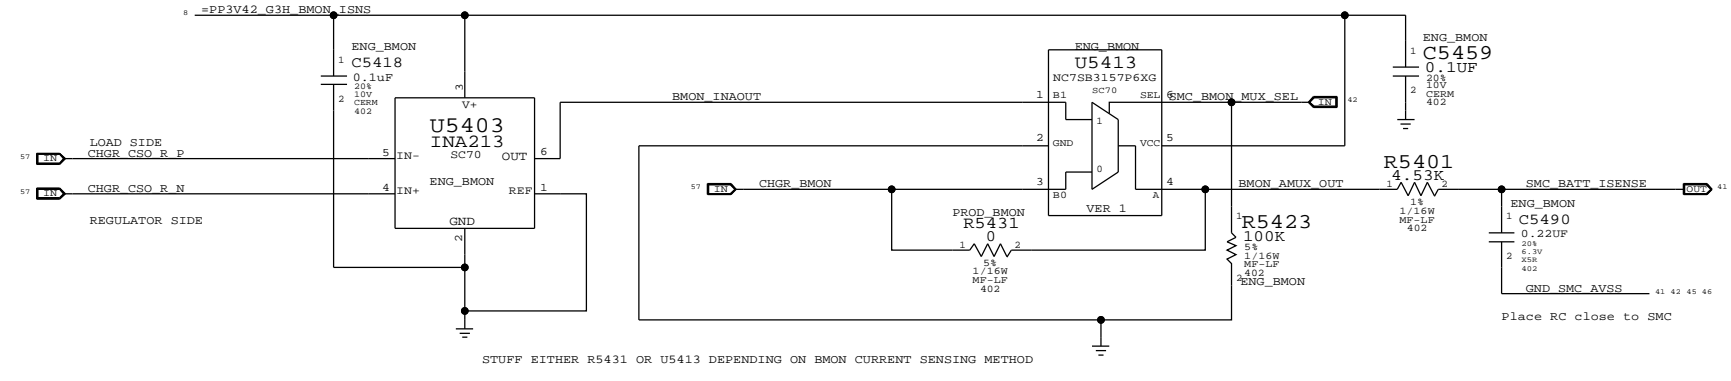 8 =PP3V42_G3H_BMON_ISNS
ENG_BMON
1 C5418
0.1uF
20%
10V
2 CERM
402
3
V+
U5403
INA213
SC70
LOAD SIDE
57 IN CHGR_CSO_R_P 5 IN- OUT 6
57 IN CHGR_CSO_R_N 4 IN+ REF 1
ENG_BMON
REGULATOR SIDE
GND
2
BMON_INAOUT
ENG_BMON
U5413
NC7SB3157P6XG
SC70
1 B1 SEL 6 SMC_BMON_MUX_SEL IN 42
1
2 GND VCC 5
0
57 IN CHGR_BMON 3 B0 A 4 BMON_AMUX_OUT
VER 1
PROD_BMON
R5431
0
1 2
5%
1/16W
MF-LF
402
1 R5423
100K
5%
1/16W
MF-LF
402
2 ENG_BMON
ENG_BMON
1 C5459
0.1UF
20%
10V
2 CERM
402
R5401
4.53K
1 2
1%
1/16W
MF-LF
402
SMC_BATT_ISENSE OUT 41
ENG_BMON
1 C5490
0.22UF
20%
6.3V
2 X5R
402
GND_SMC_AVSS 41 42 45 46
Place RC close to SMC
STUFF EITHER R5431 OR U5413 DEPENDING ON BMON CURRENT SENSING METHOD